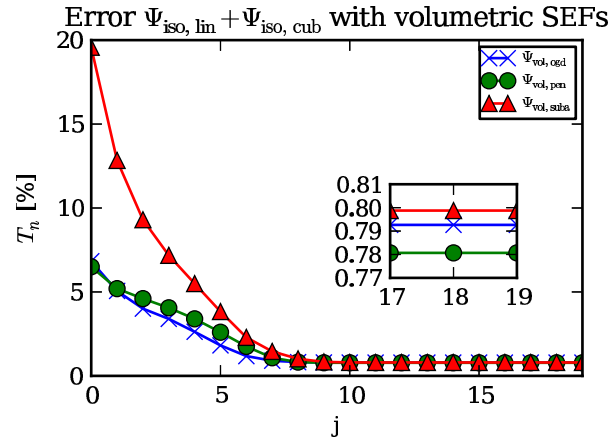 Error Ψiso, lin + Ψiso, cub with volumetric SEFs
Tn [%]
20
15
10
5
0
Ψvol, ogd
Ψvol, pen
Ψvol, suba
0.81
0.80
0.79
0.78
0.77
17 18 19
0 5 10 15
j